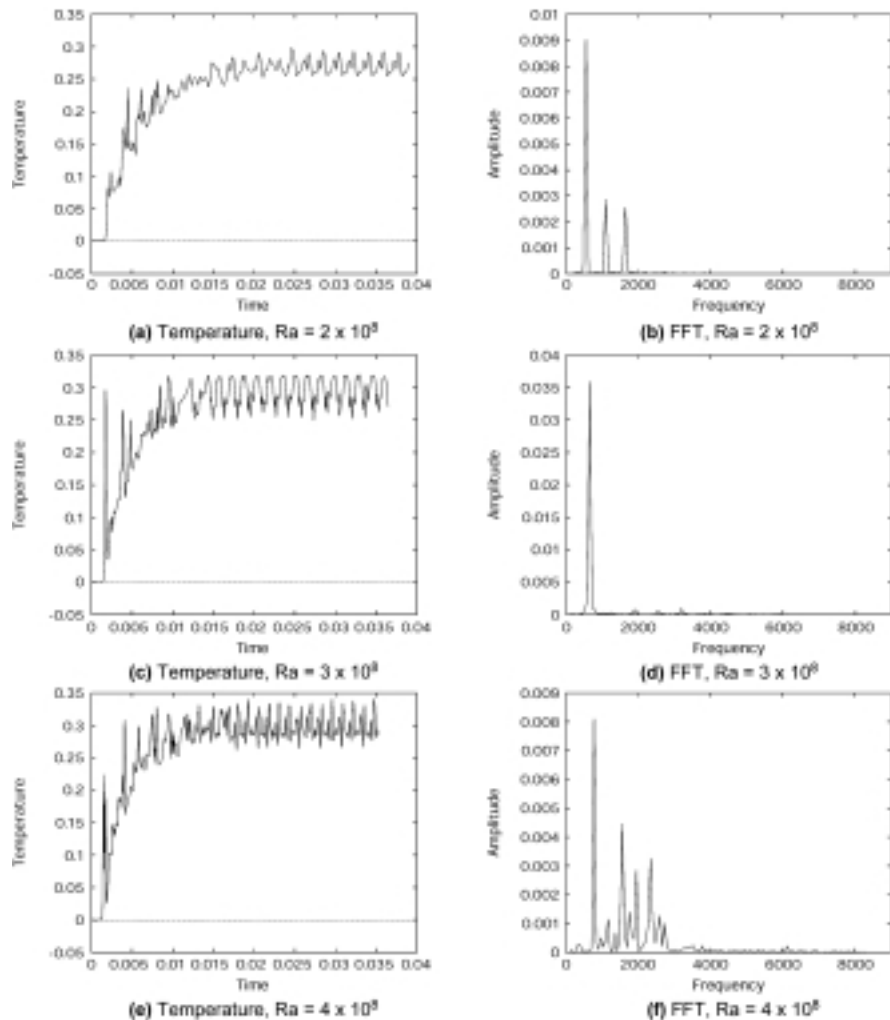 0.35
0.3
0.25
0.2
0.15
0.1
0.05
0
-0.05
Temperature
0 0.005 0.01 0.015 0.02 0.025 0.03 0.035 0.04
Time
(a) Temperature, Ra = 2 x 10⁸
0.01
0.009
0.008
0.007
0.006
0.005
0.004
0.003
0.002
0.001
0
Amplitude
0 2000 4000 6000 8000
Frequency
(b) FFT, Ra = 2 x 10⁸
0.35
0.3
0.25
0.2
0.15
0.1
0.05
0
-0.05
Temperature
0 0.005 0.01 0.015 0.02 0.025 0.03 0.035 0.04
Time
(c) Temperature, Ra = 3 x 10⁸
0.04
0.035
0.03
0.025
0.02
0.015
0.01
0.005
0
Amplitude
0 2000 4000 6000 8000
Frequency
(d) FFT, Ra = 3 x 10⁸
0.35
0.3
0.25
0.2
0.15
0.1
0.05
0
-0.05
Temperature
0 0.005 0.01 0.015 0.02 0.025 0.03 0.035 0.04
Time
(e) Temperature, Ra = 4 x 10⁸
0.009
0.008
0.007
0.006
0.005
0.004
0.003
0.002
0.001
0
Amplitude
0 2000 4000 6000 8000
Frequency
(f) FFT, Ra = 4 x 10⁸